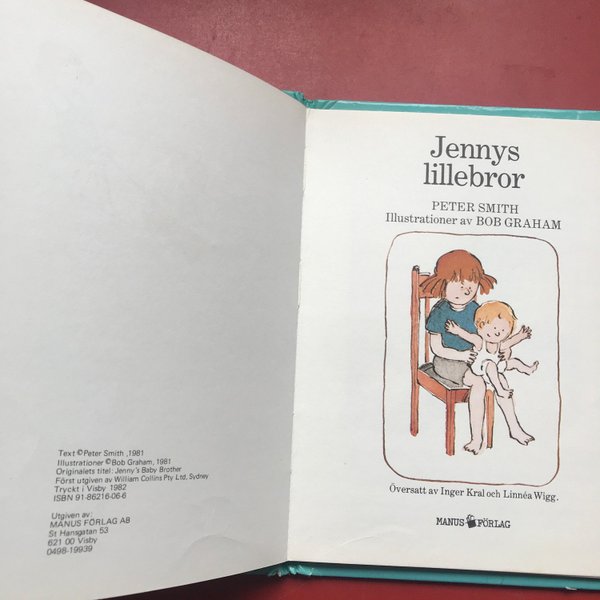 Text ©Peter Smith ,1981
Illustrationer ©Bob Graham, 1981
Originalets titel: Jenny's Baby Brother
Först utgiven av William Collins Pty Ltd, Sydney
Tryckt i Visby 1982
ISBN 91-86216-06-6
Utgiven av:
MANUS FÖRLAG AB
St Hansgatan 53
621 00 Visby
0498-19939
Jennys
lillebror
PETER SMITH
Illustrationer av BOB GRAHAM
Översatt av Inger Kral och Linnéa Wigg.
MANUS FÖRLAG